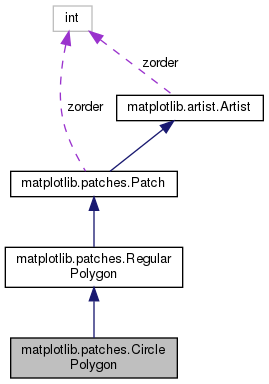 int
zorder
zorder
matplotlib.artist.Artist
matplotlib.patches.Patch
matplotlib.patches.Regular
Polygon
matplotlib.patches.Circle
Polygon